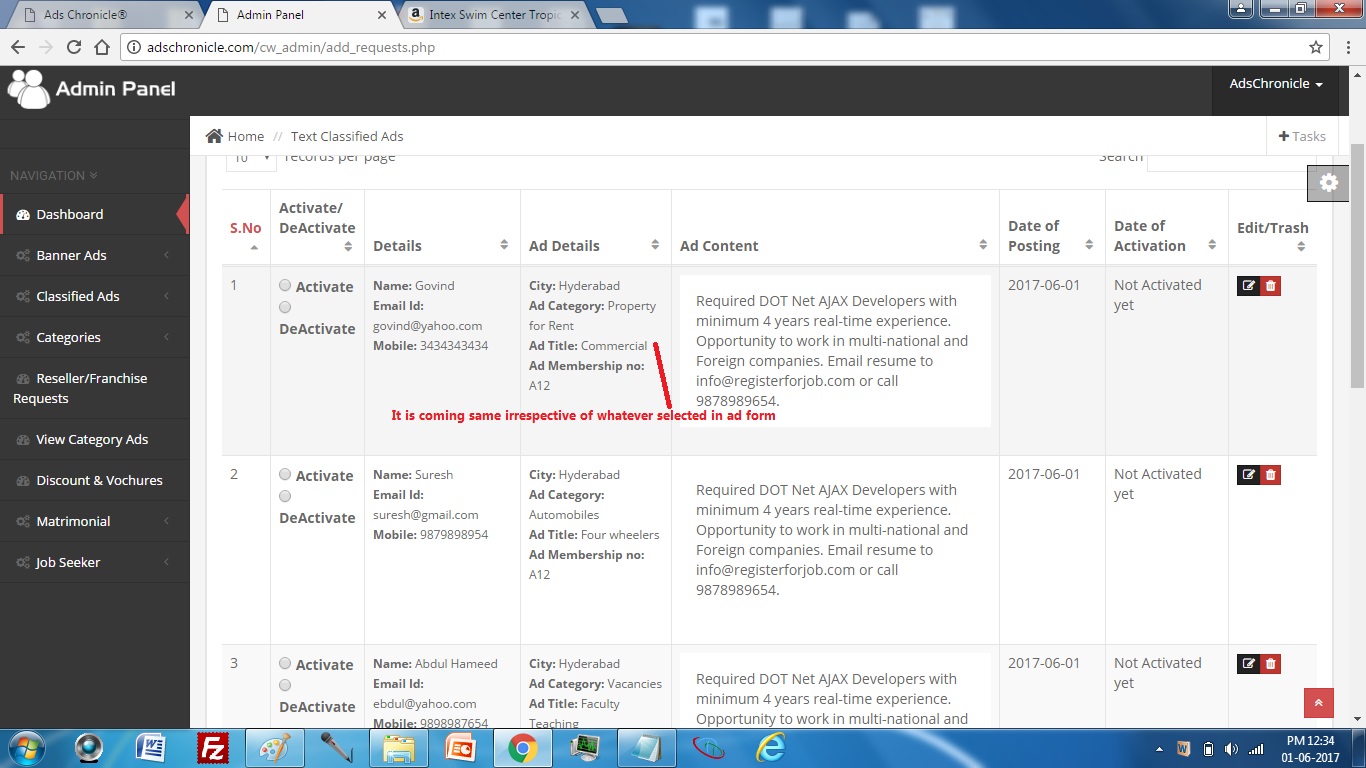 Ads Chronicle®
Admin Panel
Intex Swim Center Tropic
adschronicle.com/cw_admin/add_requests.php
Admin Panel
AdsChronicle
Home // Text Classified Ads
Tasks
10 records per page
Search
NAVIGATION
Dashboard
Banner Ads
Classified Ads
Categories
Reseller/Franchise
Requests
View Category Ads
Discount & Vochures
Matrimonial
Job Seeker
S.No
Activate/
DeActivate
Details
Ad Details
Ad Content
Date of
Posting
Date of
Activation
Edit/Trash
1
Activate
DeActivate
Name: Govind
Email Id:
govind@yahoo.com
Mobile: 3434343434
City: Hyderabad
Ad Category: Property
for Rent
Ad Title: Commercial
Ad Membership no:
A12
Required DOT Net AJAX Developers with
minimum 4 years real-time experience.
Opportunity to work in multi-national and
Foreign companies. Email resume to
info@registerforjob.com or call
9878989654.
2017-06-01
Not Activated
yet
It is coming same irrespective of whatever selected in ad form
2
Activate
DeActivate
Name: Suresh
Email Id:
suresh@gmail.com
Mobile: 9879898954
City: Hyderabad
Ad Category:
Automobiles
Ad Title: Four wheelers
Ad Membership no:
A12
Required DOT Net AJAX Developers with
minimum 4 years real-time experience.
Opportunity to work in multi-national and
Foreign companies. Email resume to
info@registerforjob.com or call
9878989654.
2017-06-01
Not Activated
yet
3
Activate
DeActivate
Name: Abdul Hameed
Email Id:
ebdul@yahoo.com
Mobile: 9898987654
City: Hyderabad
Ad Category: Vacancies
Ad Title: Faculty
Teaching
Required DOT Net AJAX Developers with
minimum 4 years real-time experience.
Opportunity to work in multi-national and
2017-06-01
Not Activated
yet
PM 12:34
01-06-2017